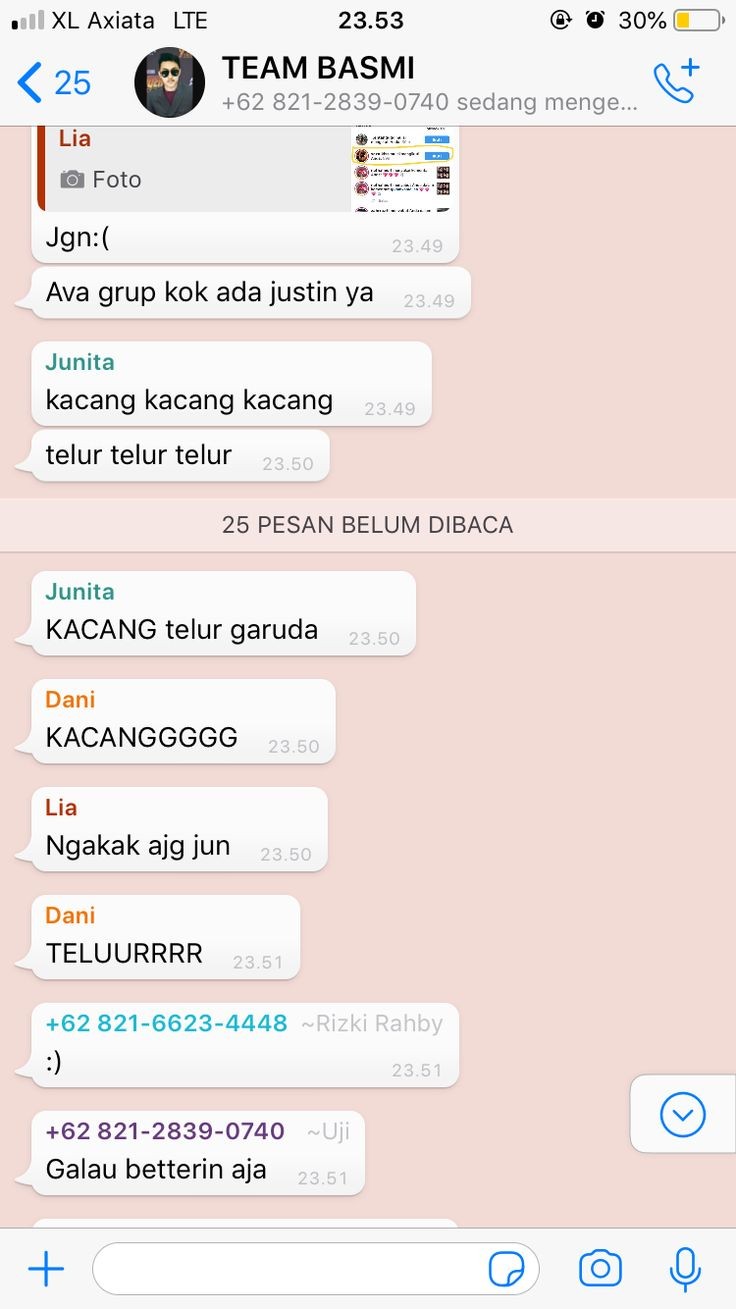 XL Axiata LTE 23.53 30%
25 TEAM BASMI
+62 821-2839-0740 sedang menge...
Lia
Foto
Jgn:( 23.49
Ava grup kok ada justin ya 23.49
Junita
kacang kacang kacang 23.49
telur telur telur 23.50
25 PESAN BELUM DIBACA
Junita
KACANG telur garuda 23.50
Dani
KACANGGGGG 23.50
Lia
Ngakak ajg jun 23.50
Dani
TELUURRRR 23.51
+62 821-6623-4448 ~Rizki Rahby
:) 23.51
+62 821-2839-0740 ~Uji
Galau betterin aja 23.51